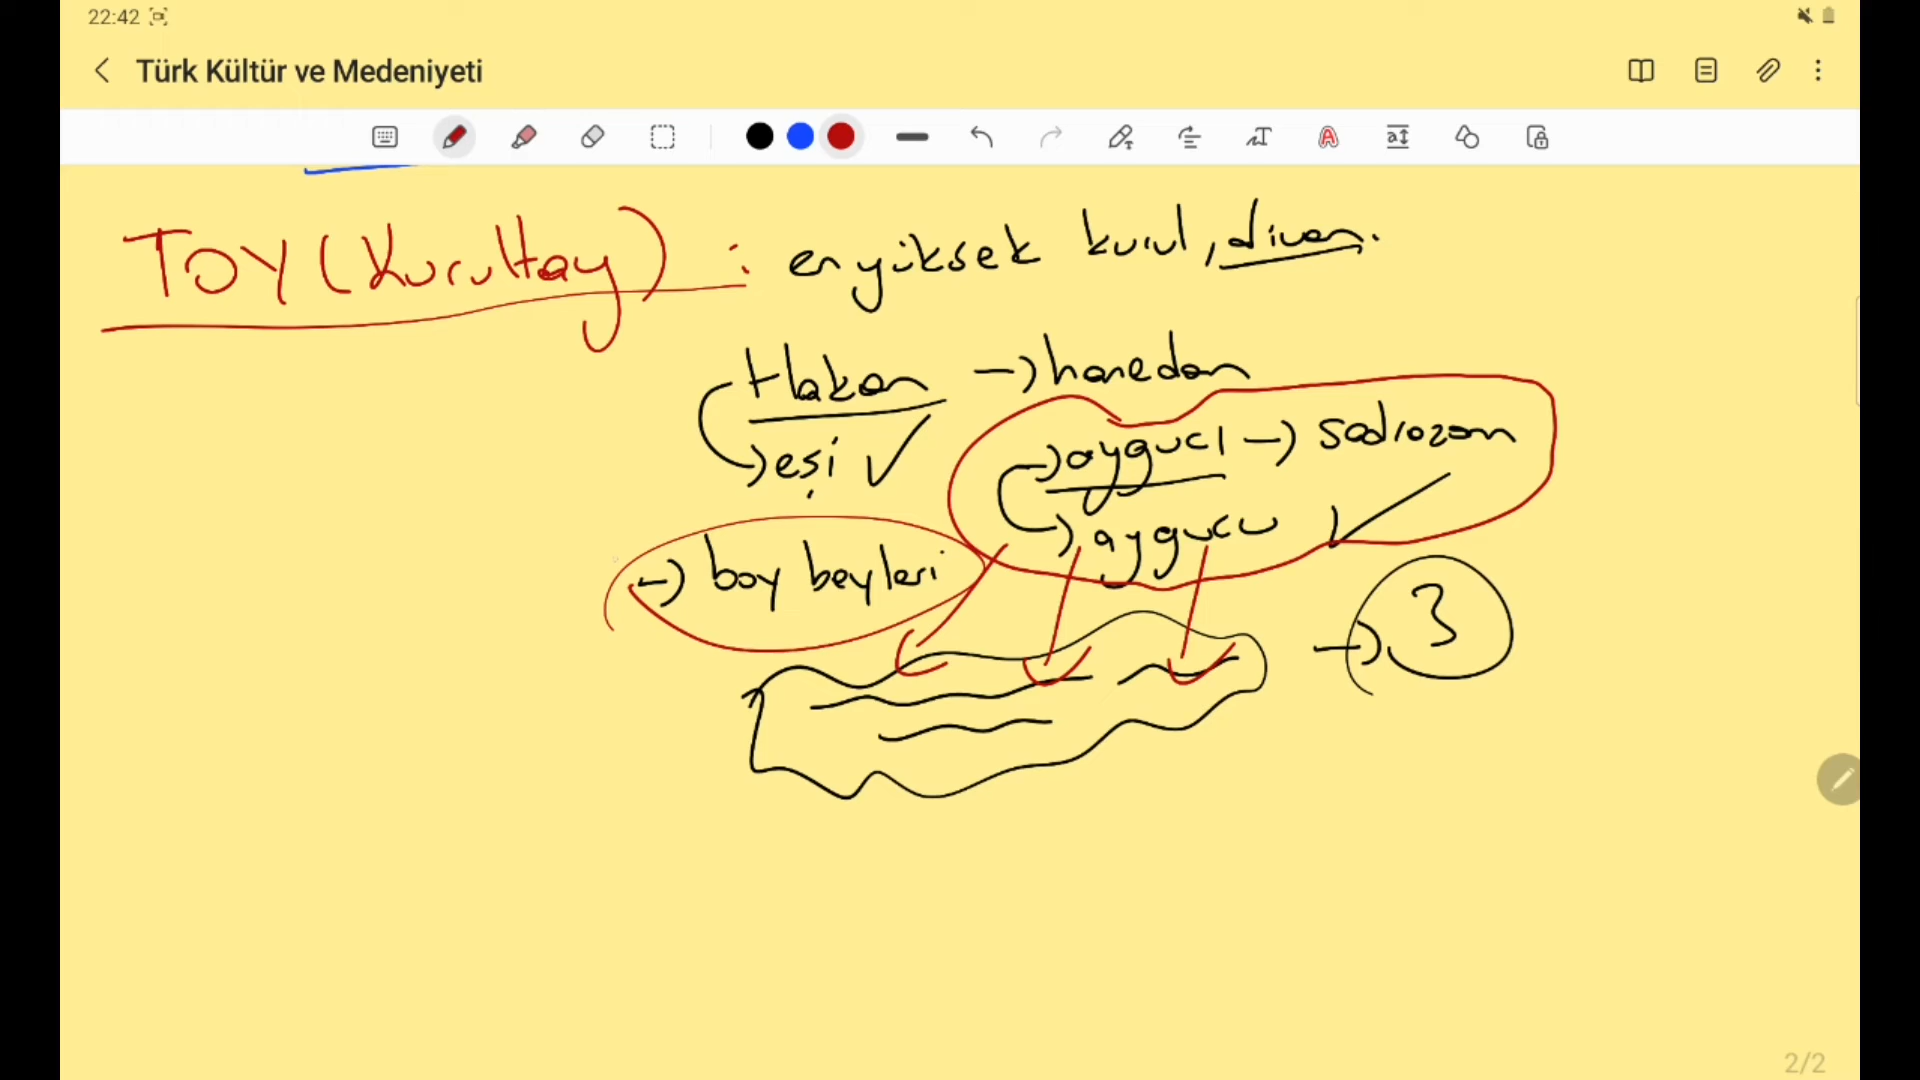 22:42
Türk Kültür ve Medeniyeti
TOY (Kurultay) : en yüksek kurul, divan.
Hakan → hanedan
→ eşi ✓
→ aygucı → sadrazam
→ aygucu ✓
→ boy beyleri
→ 3
2/2